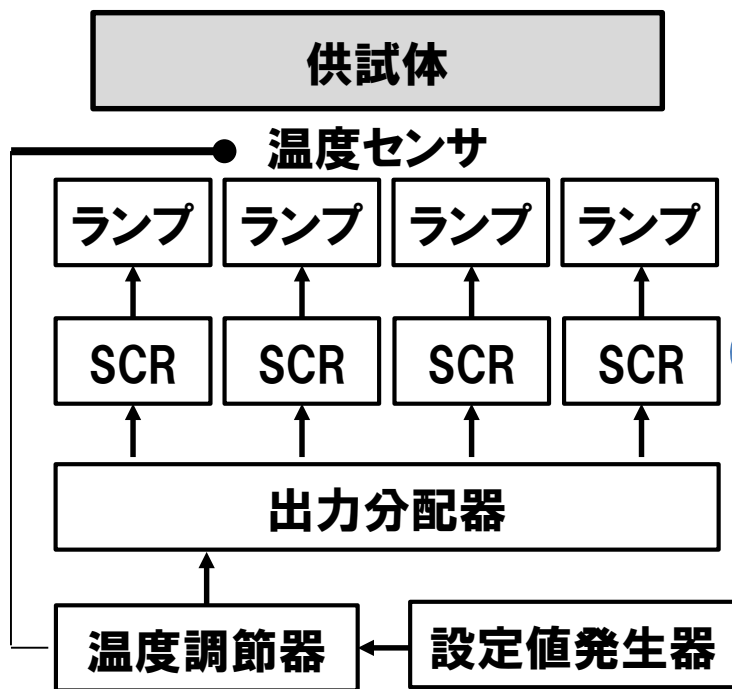 供試体
温度センサ
ランプ ランプ ランプ ランプ
SCR SCR SCR SCR
出力分配器
温度調節器 設定値発生器